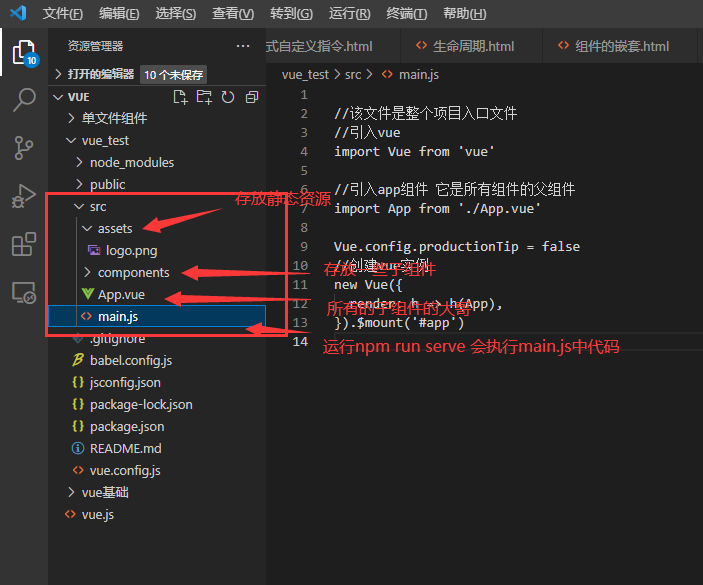 文件(F) 编辑(E) 选择(S) 查看(V) 转到(G) 运行(R) 终端(T) 帮助(H)
资源管理器 ···
打开的编辑器 10 个未保存
VUE
单文件组件
vue_test
node_modules
public
src
assets
logo.png
components
App.vue
main.js
.gitignore
babel.config.js
jsconfig.json
package-lock.json
package.json
README.md
vue.config.js
vue基础
vue.js
10
式自定义指令.html 生命周期.html 组件的嵌套.html
vue_test > src > main.js
1
2 //该文件是整个项目入口文件
3 //引入vue
4 import Vue from 'vue'
5
6 //引入app组件 它是所有组件的父组件
7 import App from './App.vue'
8
9 Vue.config.productionTip = false
10 //创建vue实例
11 new Vue({
12 render: h => h(App),
13 }).$mount('#app')
14
存放静态资源
存放一些子组件
所有的子组件的大哥
运行npm run serve 会执行main.js中代码